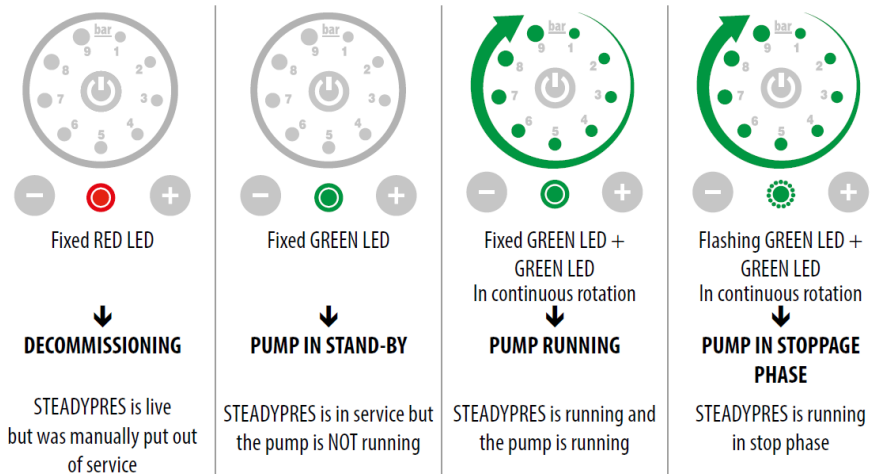 bar
9 1
8 2
7 3
6 4
5
− +
Fixed RED LED
DECOMMISSIONING
STEADYPRES is live
but was manually put out
of service
bar
9 1
8 2
7 3
6 4
5
− +
Fixed GREEN LED
PUMP IN STAND-BY
STEADYPRES is in service but
the pump is NOT running
bar
9 1
8 2
7 3
6 4
5
− +
Fixed GREEN LED +
GREEN LED
In continuous rotation
PUMP RUNNING
STEADYPRES is running and
the pump is running
bar
9 1
8 2
7 3
6 4
5
− +
Flashing GREEN LED +
GREEN LED
In continuous rotation
PUMP IN STOPPAGE
PHASE
STEADYPRES is running
in stop phase